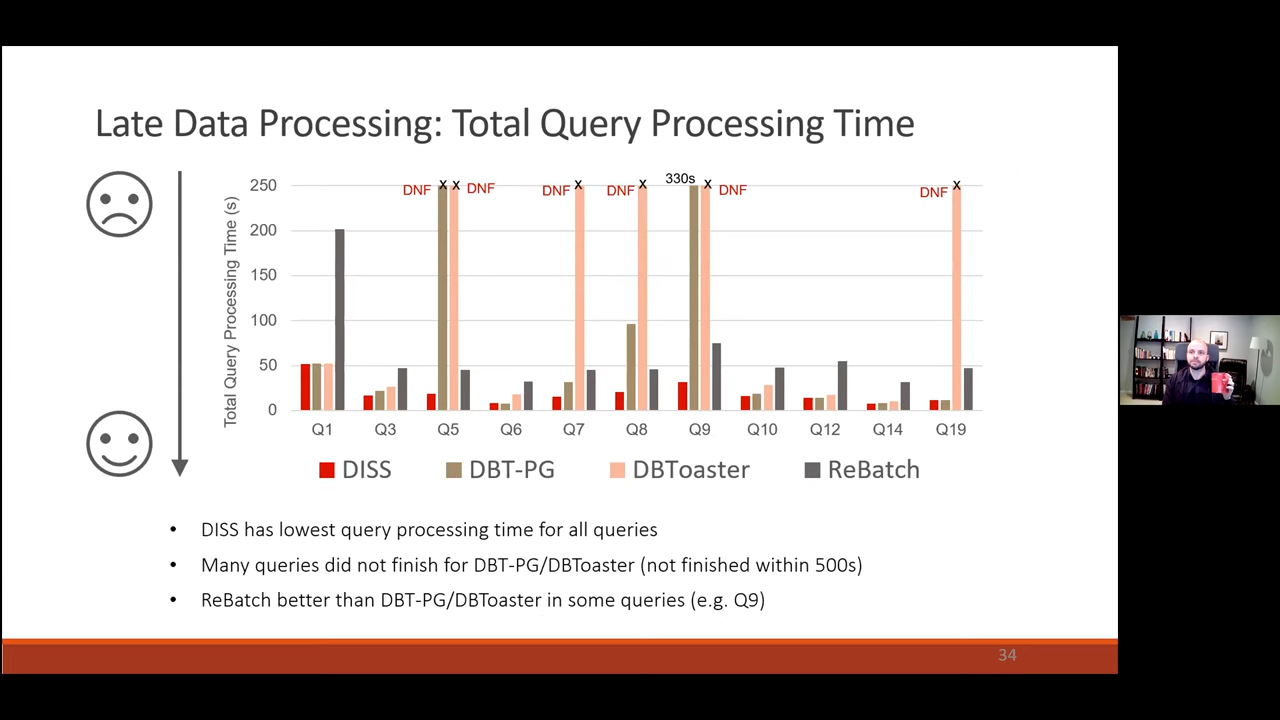 Late Data Processing: Total Query Processing Time
Total Query Processing Time (s)
250
200
150
100
50
0
DNF x x DNF
DNF x
DNF x
330s x DNF
DNF x
Q1 Q3 Q5 Q6 Q7 Q8 Q9 Q10 Q12 Q14 Q19
DISS DBT-PG DBToaster ReBatch
• DISS has lowest query processing time for all queries
• Many queries did not finish for DBT-PG/DBToaster (not finished within 500s)
• ReBatch better than DBT-PG/DBToaster in some queries (e.g. Q9)
34